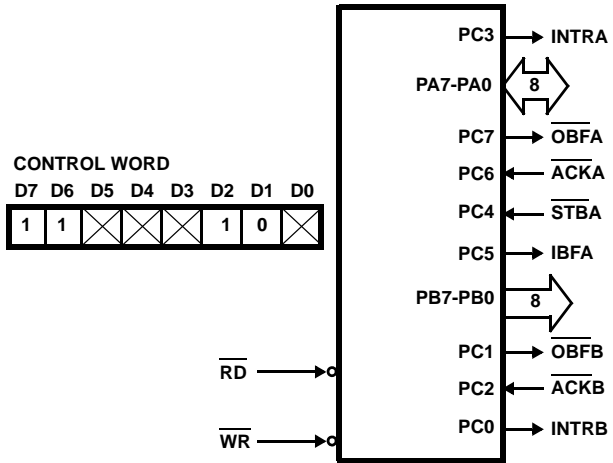 PC3 INTRA
PA7-PA0 8
PC7 OBFA
CONTROL WORD
D7 D6 D5 D4 D3 D2 D1 D0
1 1 1 0
PC6 ACKA
PC4 STBA
PC5 IBFA
PB7-PB0 8
PC1 OBFB
RD
PC2 ACKB
WR
PC0 INTRB